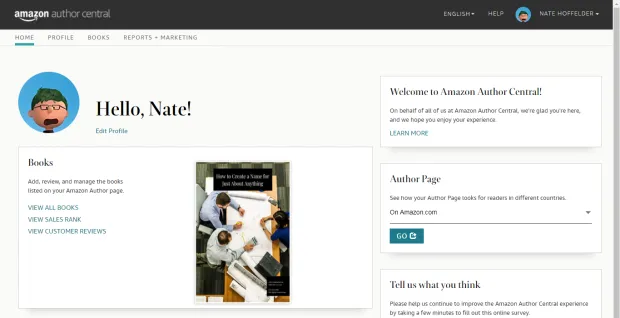 amazon author central
ENGLISH
HELP
NATE HOFFELDER
HOME
PROFILE
BOOKS
REPORTS + MARKETING
Hello, Nate!
Edit Profile
Books
Add, review, and manage the books
listed on your Amazon Author page.
VIEW ALL BOOKS
VIEW SALES RANK
VIEW CUSTOMER REVIEWS
How to Create a Name for
Just About Anything
Welcome to Amazon Author Central!
On behalf of all of us at Amazon Author Central, we're glad you're here,
and we hope you enjoy your experience.
LEARN MORE
Author Page
See how your Author Page looks for readers in different countries.
On Amazon.com
GO
Tell us what you think
Please help us continue to improve the Amazon Author Central experience
by taking a few minutes to fill out this online survey.